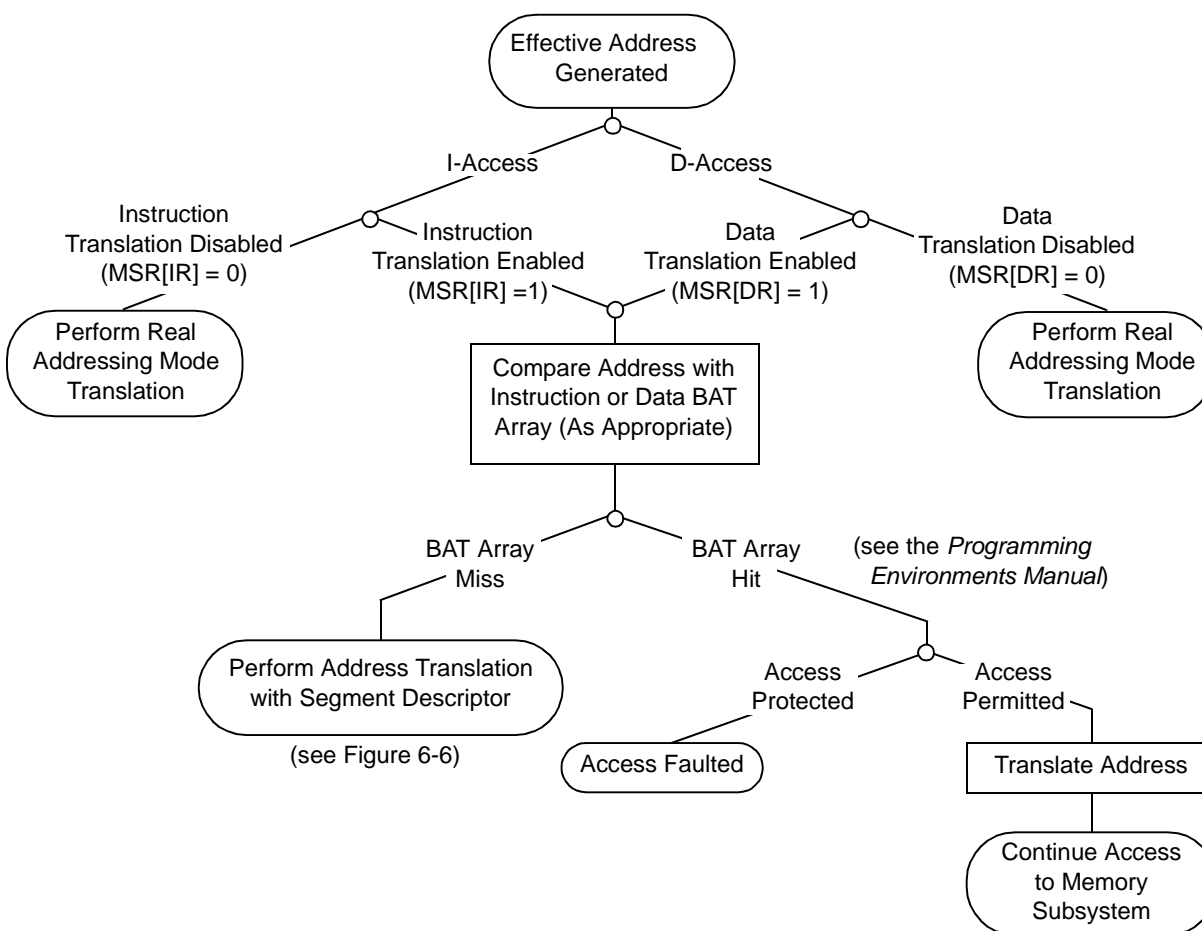 Effective Address
Generated
I-Access
D-Access
Instruction
Translation Disabled
(MSR[IR] = 0)
Instruction
Translation Enabled
(MSR[IR] =1)
Data
Translation Enabled
(MSR[DR] = 1)
Data
Translation Disabled
(MSR[DR] = 0)
Perform Real
Addressing Mode
Translation
Compare Address with
Instruction or Data BAT
Array (As Appropriate)
Perform Real
Addressing Mode
Translation
BAT Array
Miss
BAT Array
Hit
(see the Programming
Environments Manual)
Perform Address Translation
with Segment Descriptor
(see Figure 6-6)
Access
Protected
Access
Permitted
Access Faulted
Translate Address
Continue Access
to Memory
Subsystem